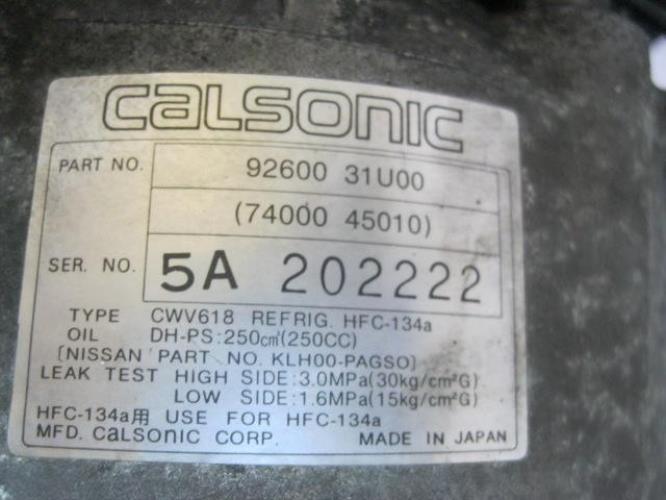 CALSONIC
PART NO. 92600 31U00
(74000 45010)
SER. NO. 5A 202222
TYPE CWV618 REFRIG. HFC-134a
OIL DH-PS:250c㎥(250CC)
[NISSAN PART NO. KLH00-PAGSO]
LEAK TEST HIGH SIDE:3.0MPa(30kg/cm²G)
LOW SIDE:1.6MPa(15kg/cm²G)
HFC-134a用 USE FOR HFC-134a
MFD. CALSONIC CORP. MADE IN JAPAN